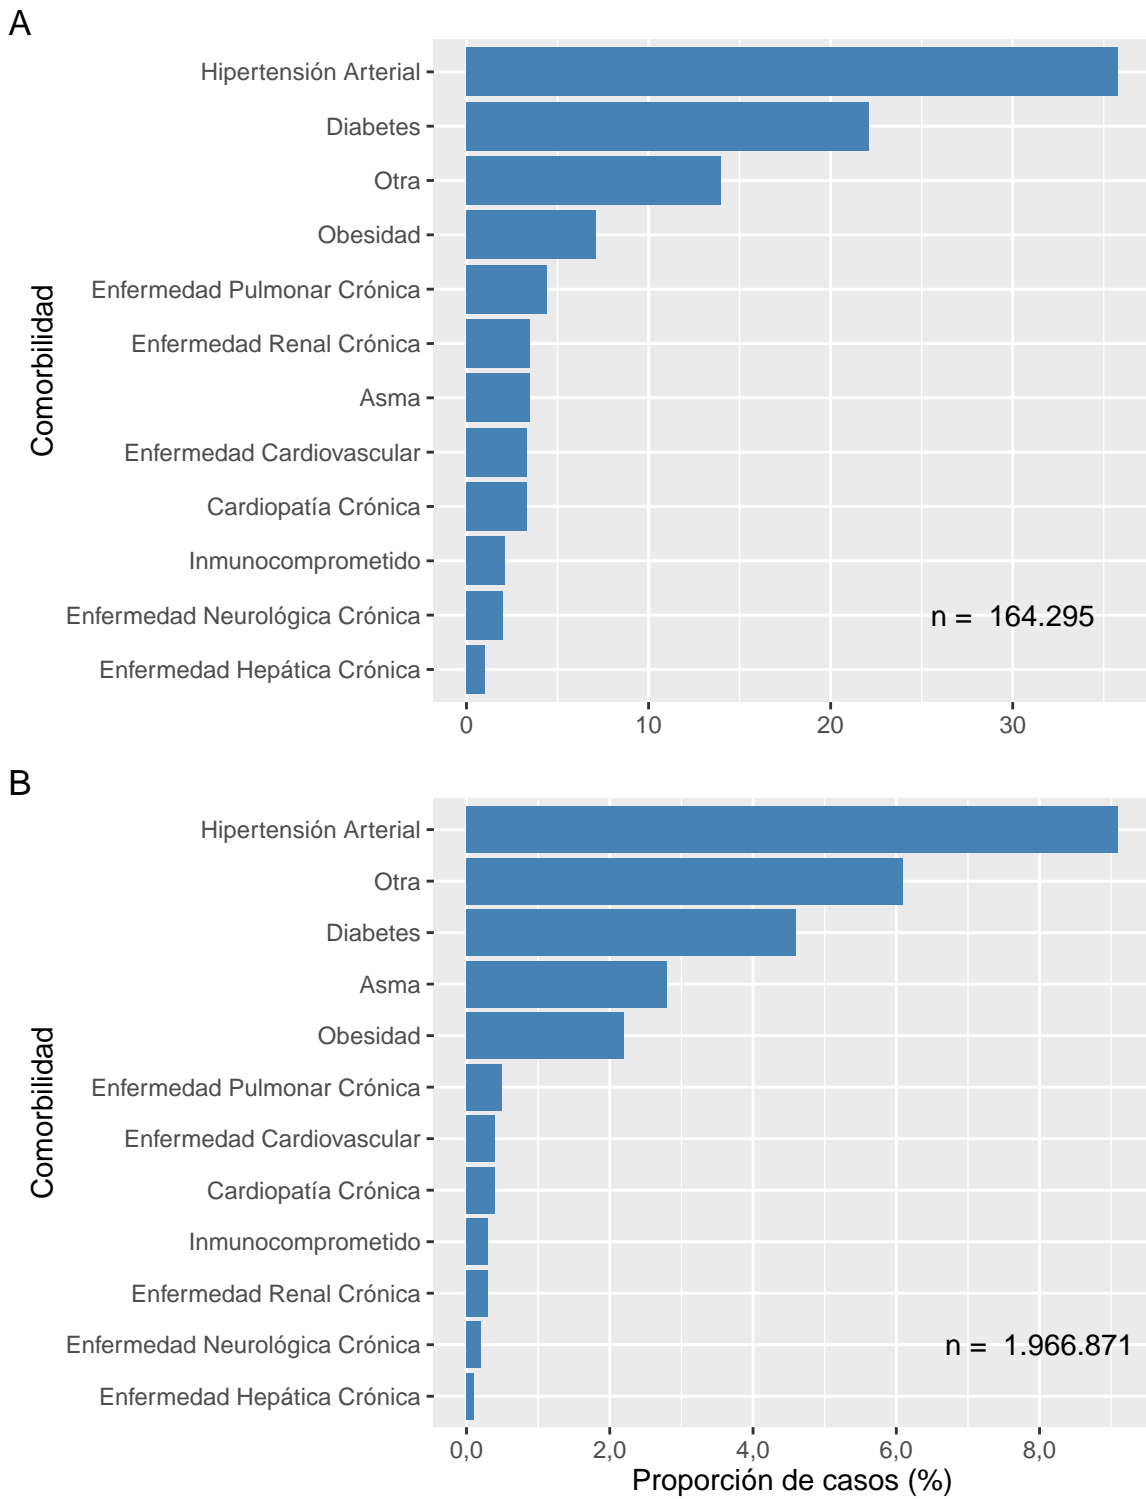 A
Hipertensión Arterial
Diabetes
Otra
Obesidad
Enfermedad Pulmonar Crónica
Enfermedad Renal Crónica
Asma
Enfermedad Cardiovascular
Cardiopatía Crónica
Inmunocomprometido
Enfermedad Neurológica Crónica
Enfermedad Hepática Crónica
Comorbilidad
n = 164.295
0 10 20 30
B
Hipertensión Arterial
Otra
Diabetes
Asma
Obesidad
Enfermedad Pulmonar Crónica
Enfermedad Cardiovascular
Cardiopatía Crónica
Inmunocomprometido
Enfermedad Renal Crónica
Enfermedad Neurológica Crónica
Enfermedad Hepática Crónica
Comorbilidad
n = 1.966.871
0,0 2,0 4,0 6,0 8,0
Proporción de casos (%)